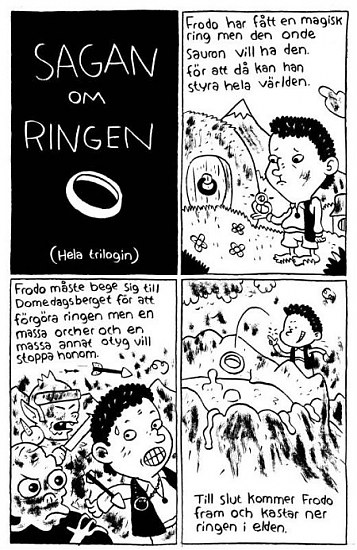 SAGAN
OM
RINGEN
(Hela trilogin)
Frodo har fått en magisk
ring men den onde
Sauron vill ha den.
för att då kan han
styra hela världen.
Frodo måste bege sig till
Domedagsberget för att
förgöra ringen men en
massa orcher och en
massa annat otyg vill
stoppa honom.
Till slut kommer Frodo
fram och kastar ner
ringen i elden.